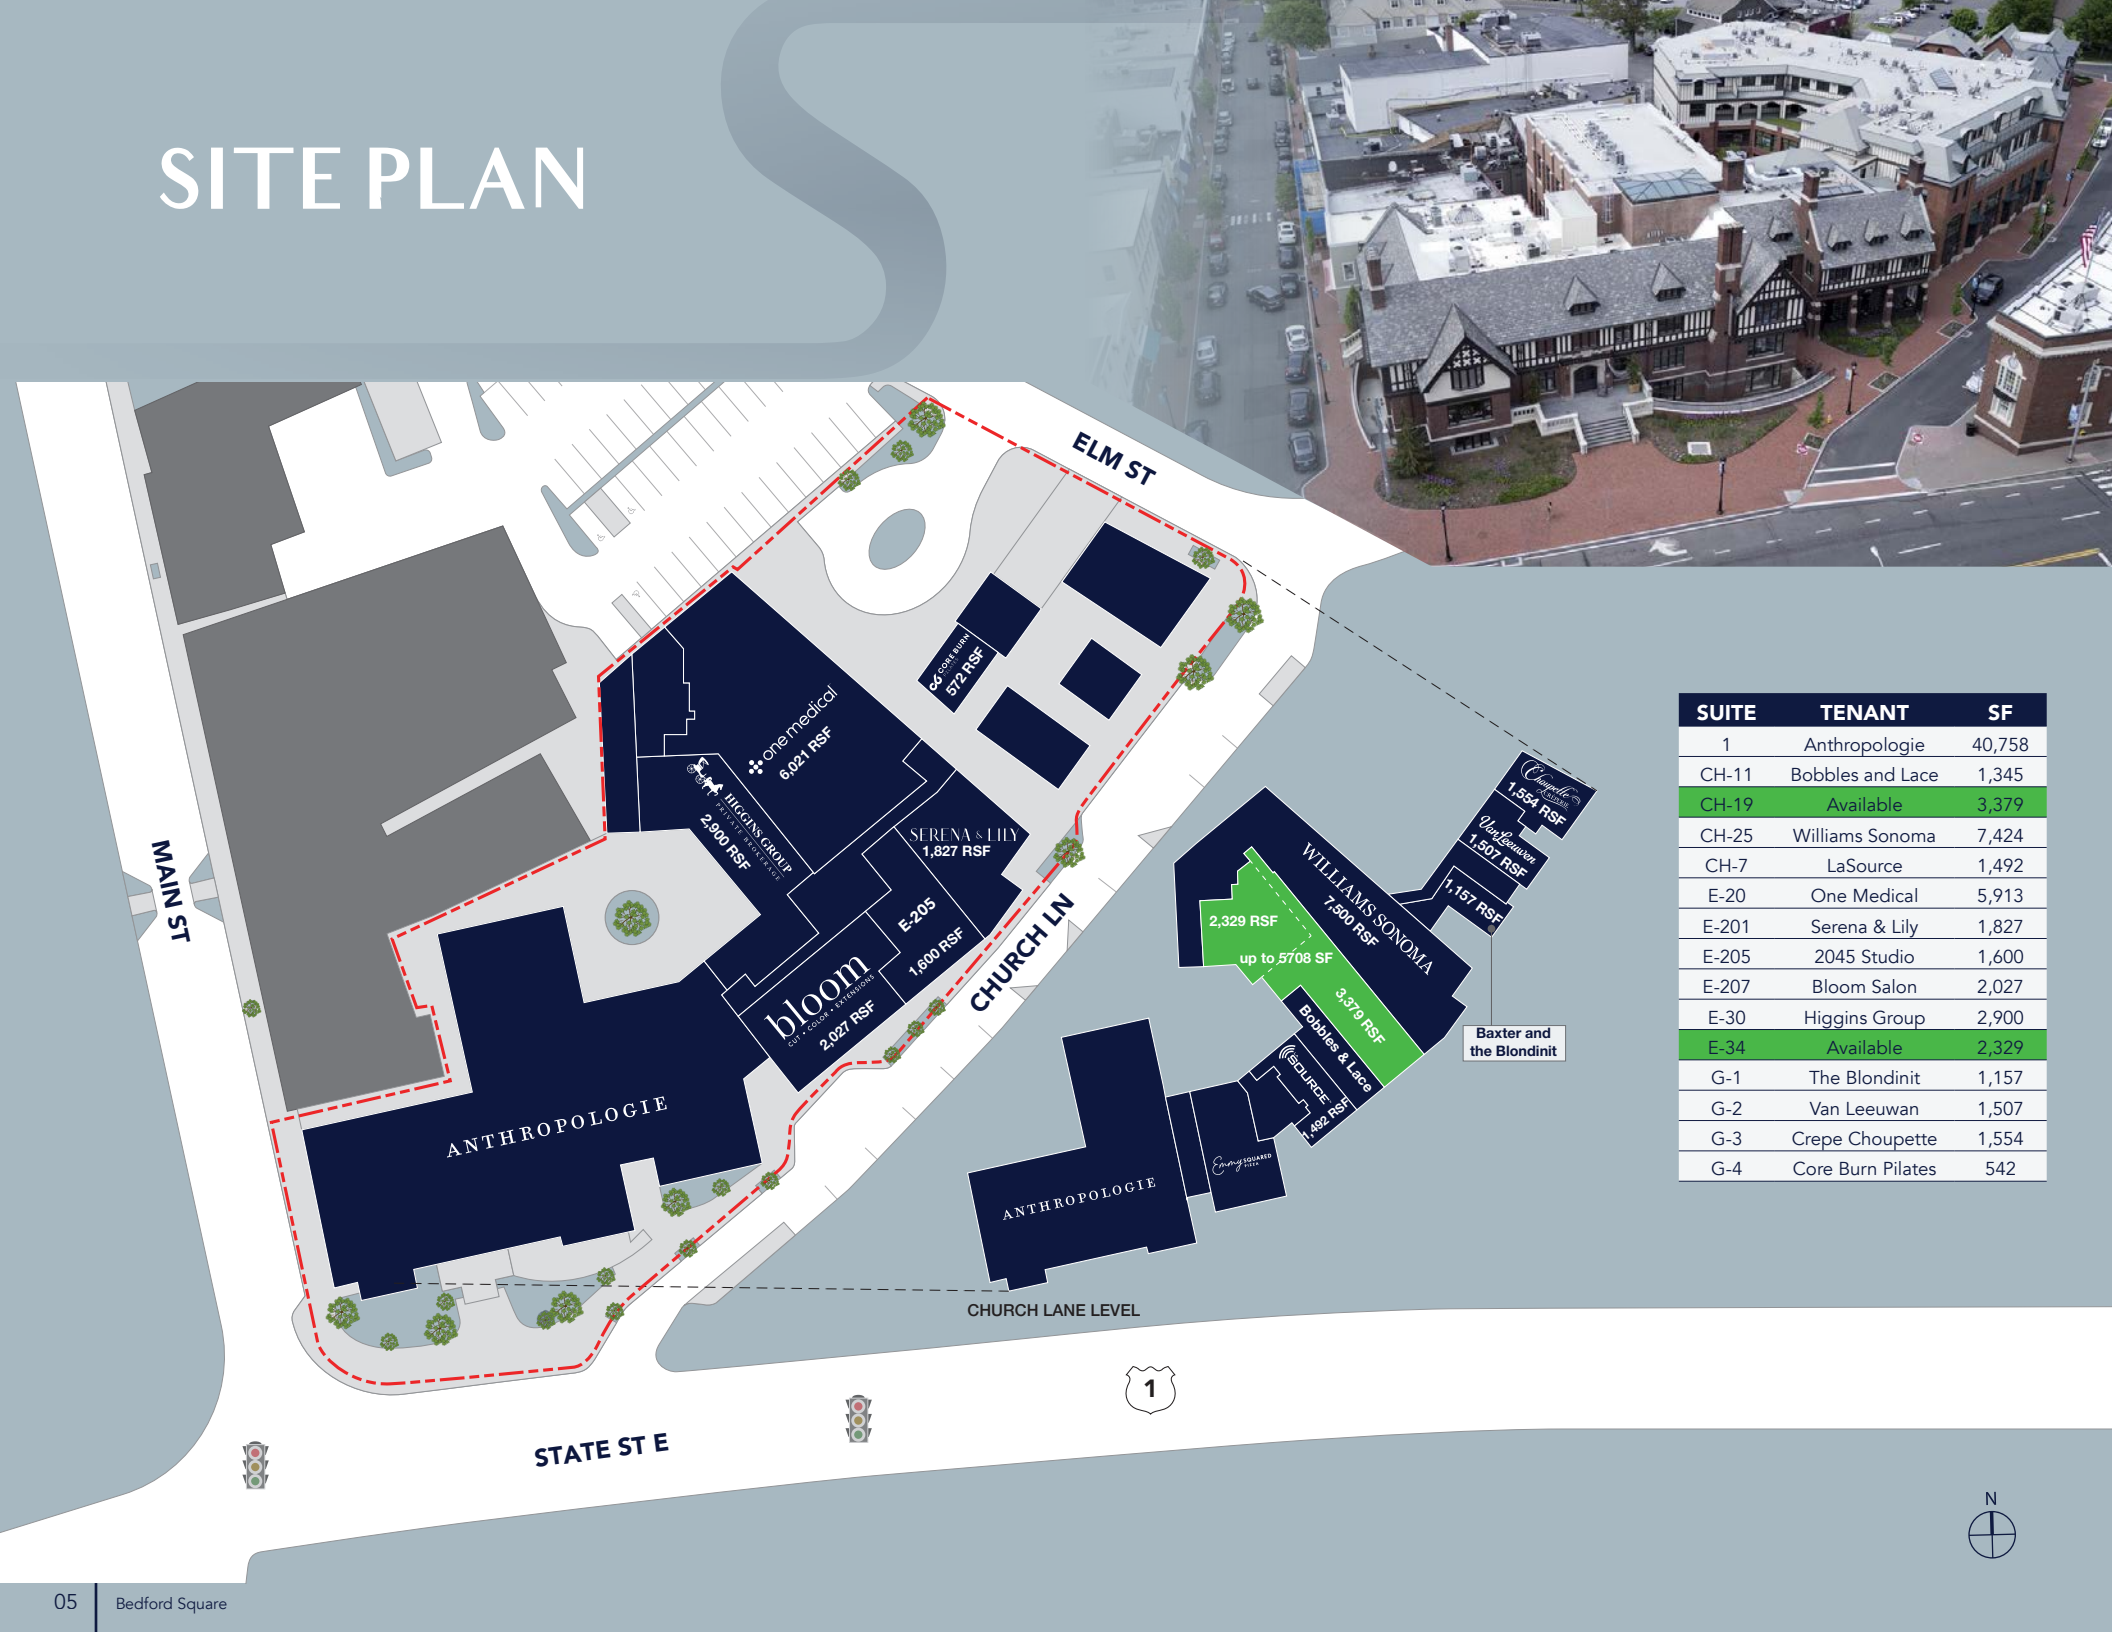 SITE PLAN
ELM ST
MAIN ST
CHURCH LN
STATE ST E
1
CORE BURN
PILATES
572 RSF
one medical
6,021 RSF
HIGGINS GROUP
PRIVATE BROKERAGE
2,900 RSF
SERENA & LILY
1,827 RSF
E-205
1,600 RSF
bloom
CUT • COLOR • EXTENSIONS
2,027 RSF
ANTHROPOLOGIE
Choupette
CRÊPERIE
1,554 RSF
Van Leeuwen
1,507 RSF
1,157 RSF
Baxter and
the Blondinit
WILLIAMS SONOMA
7,500 RSF
2,329 RSF
up to 5708 SF
3,379 RSF
Bobbles & Lace
SOURCE
1,492 RSF
Emmy SQUARED
PIZZA
ANTHROPOLOGIE
CHURCH LANE LEVEL
SUITE TENANT SF
1 Anthropologie 40,758
CH-11 Bobbles and Lace 1,345
CH-19 Available 3,379
CH-25 Williams Sonoma 7,424
CH-7 LaSource 1,492
E-20 One Medical 5,913
E-201 Serena & Lily 1,827
E-205 2045 Studio 1,600
E-207 Bloom Salon 2,027
E-30 Higgins Group 2,900
E-34 Available 2,329
G-1 The Blondinit 1,157
G-2 Van Leeuwan 1,507
G-3 Crepe Choupette 1,554
G-4 Core Burn Pilates 542
N
05 Bedford Square